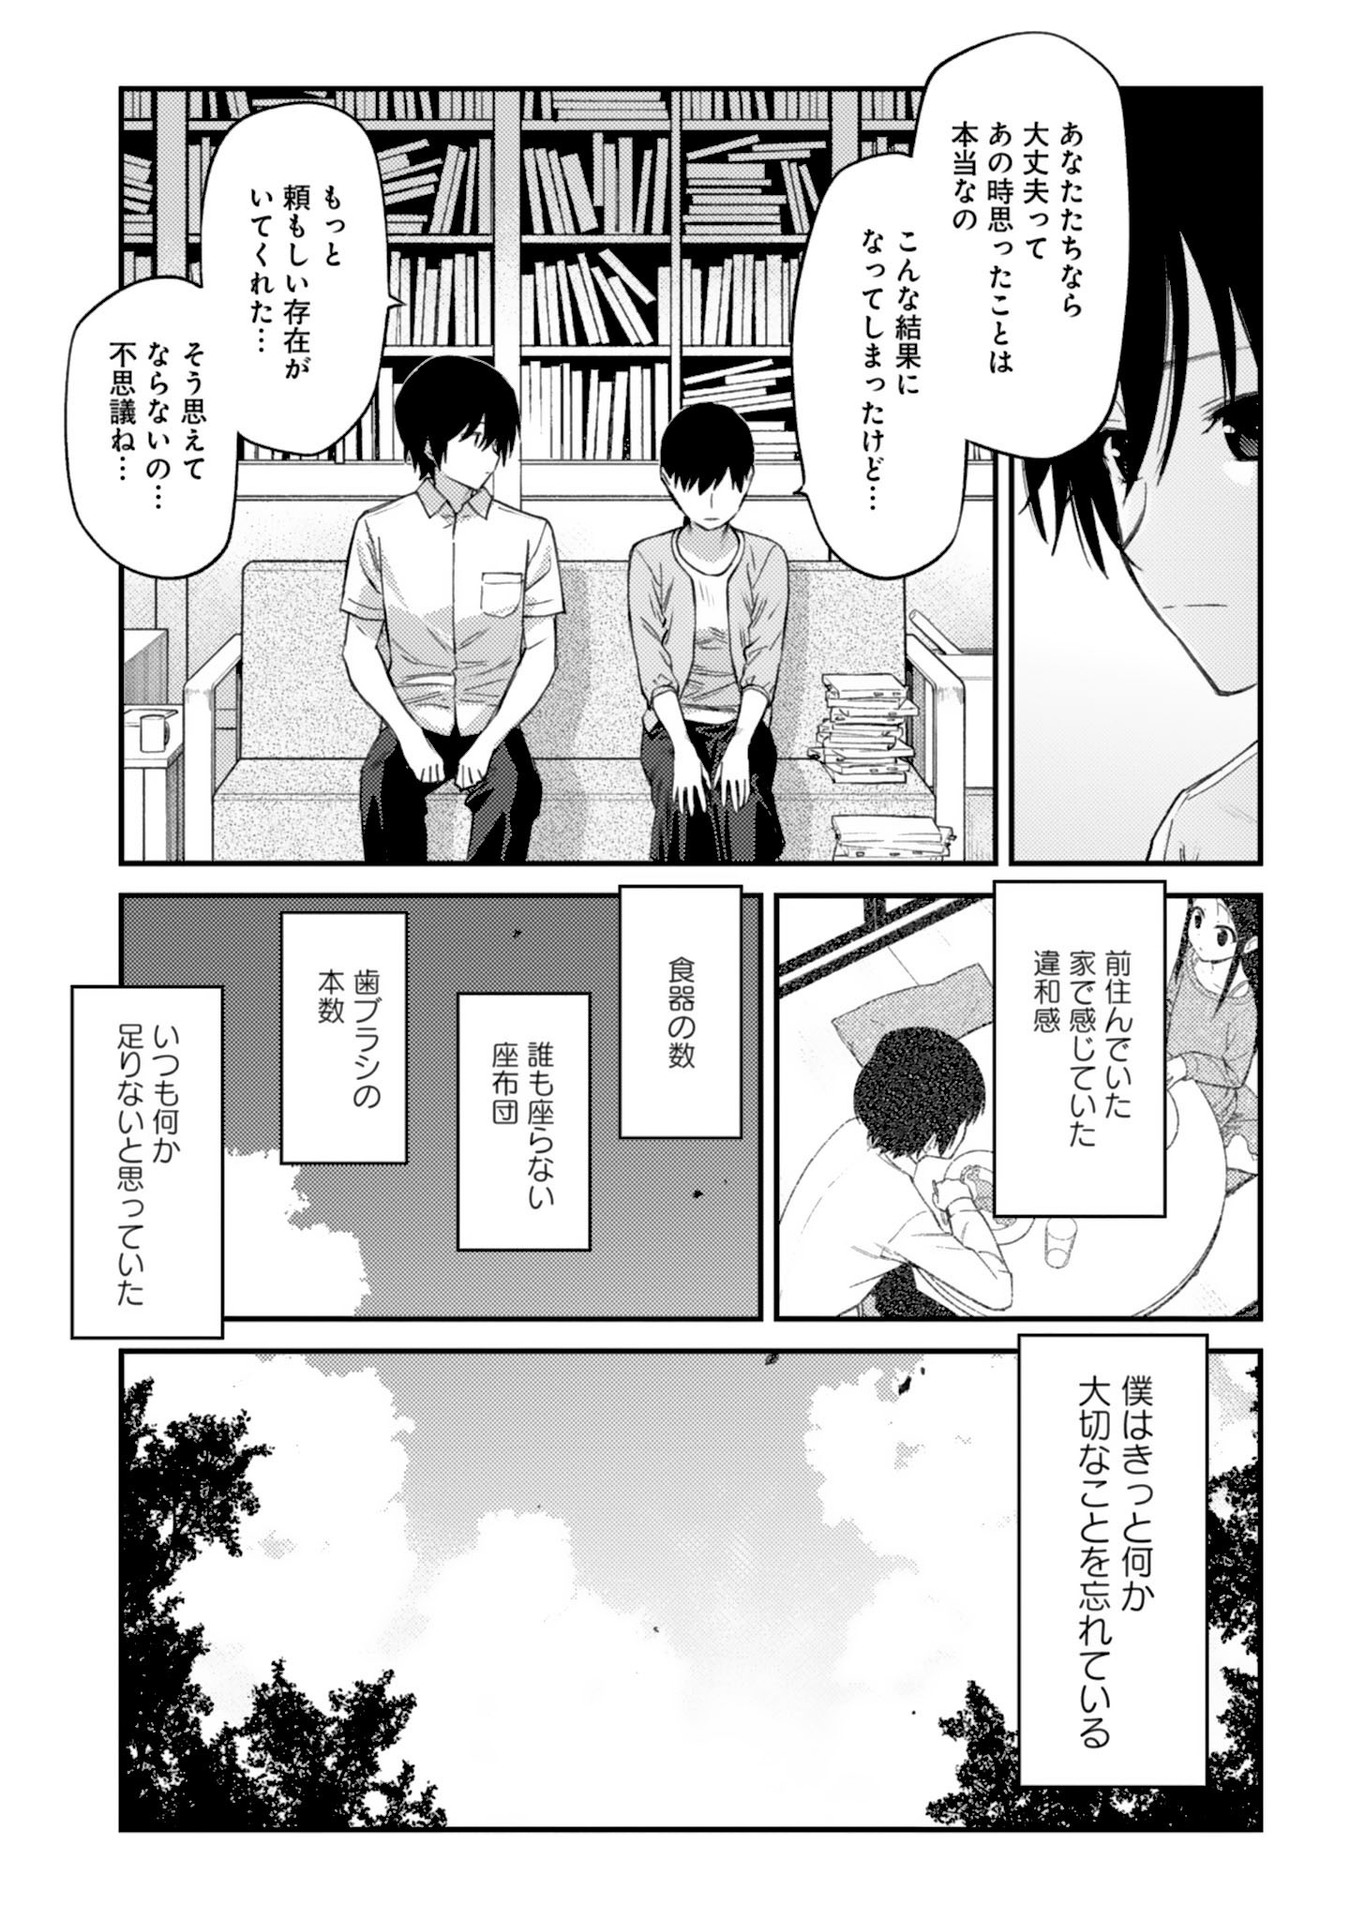 あなたたちなら
大丈夫って
あの時思ったことは
本当なの
こんな結果に
なってしまったけど…
もっと
頼もしい存在が
いてくれた…
そう思えて
ならないの…
不思議ね…
前住んでいた
家で感じていた
違和感
食器の数
誰も座らない
座布団
歯ブラシの
本数
いつも何か
足りないと思っていた
僕はきっと何か
大切なことを忘れている